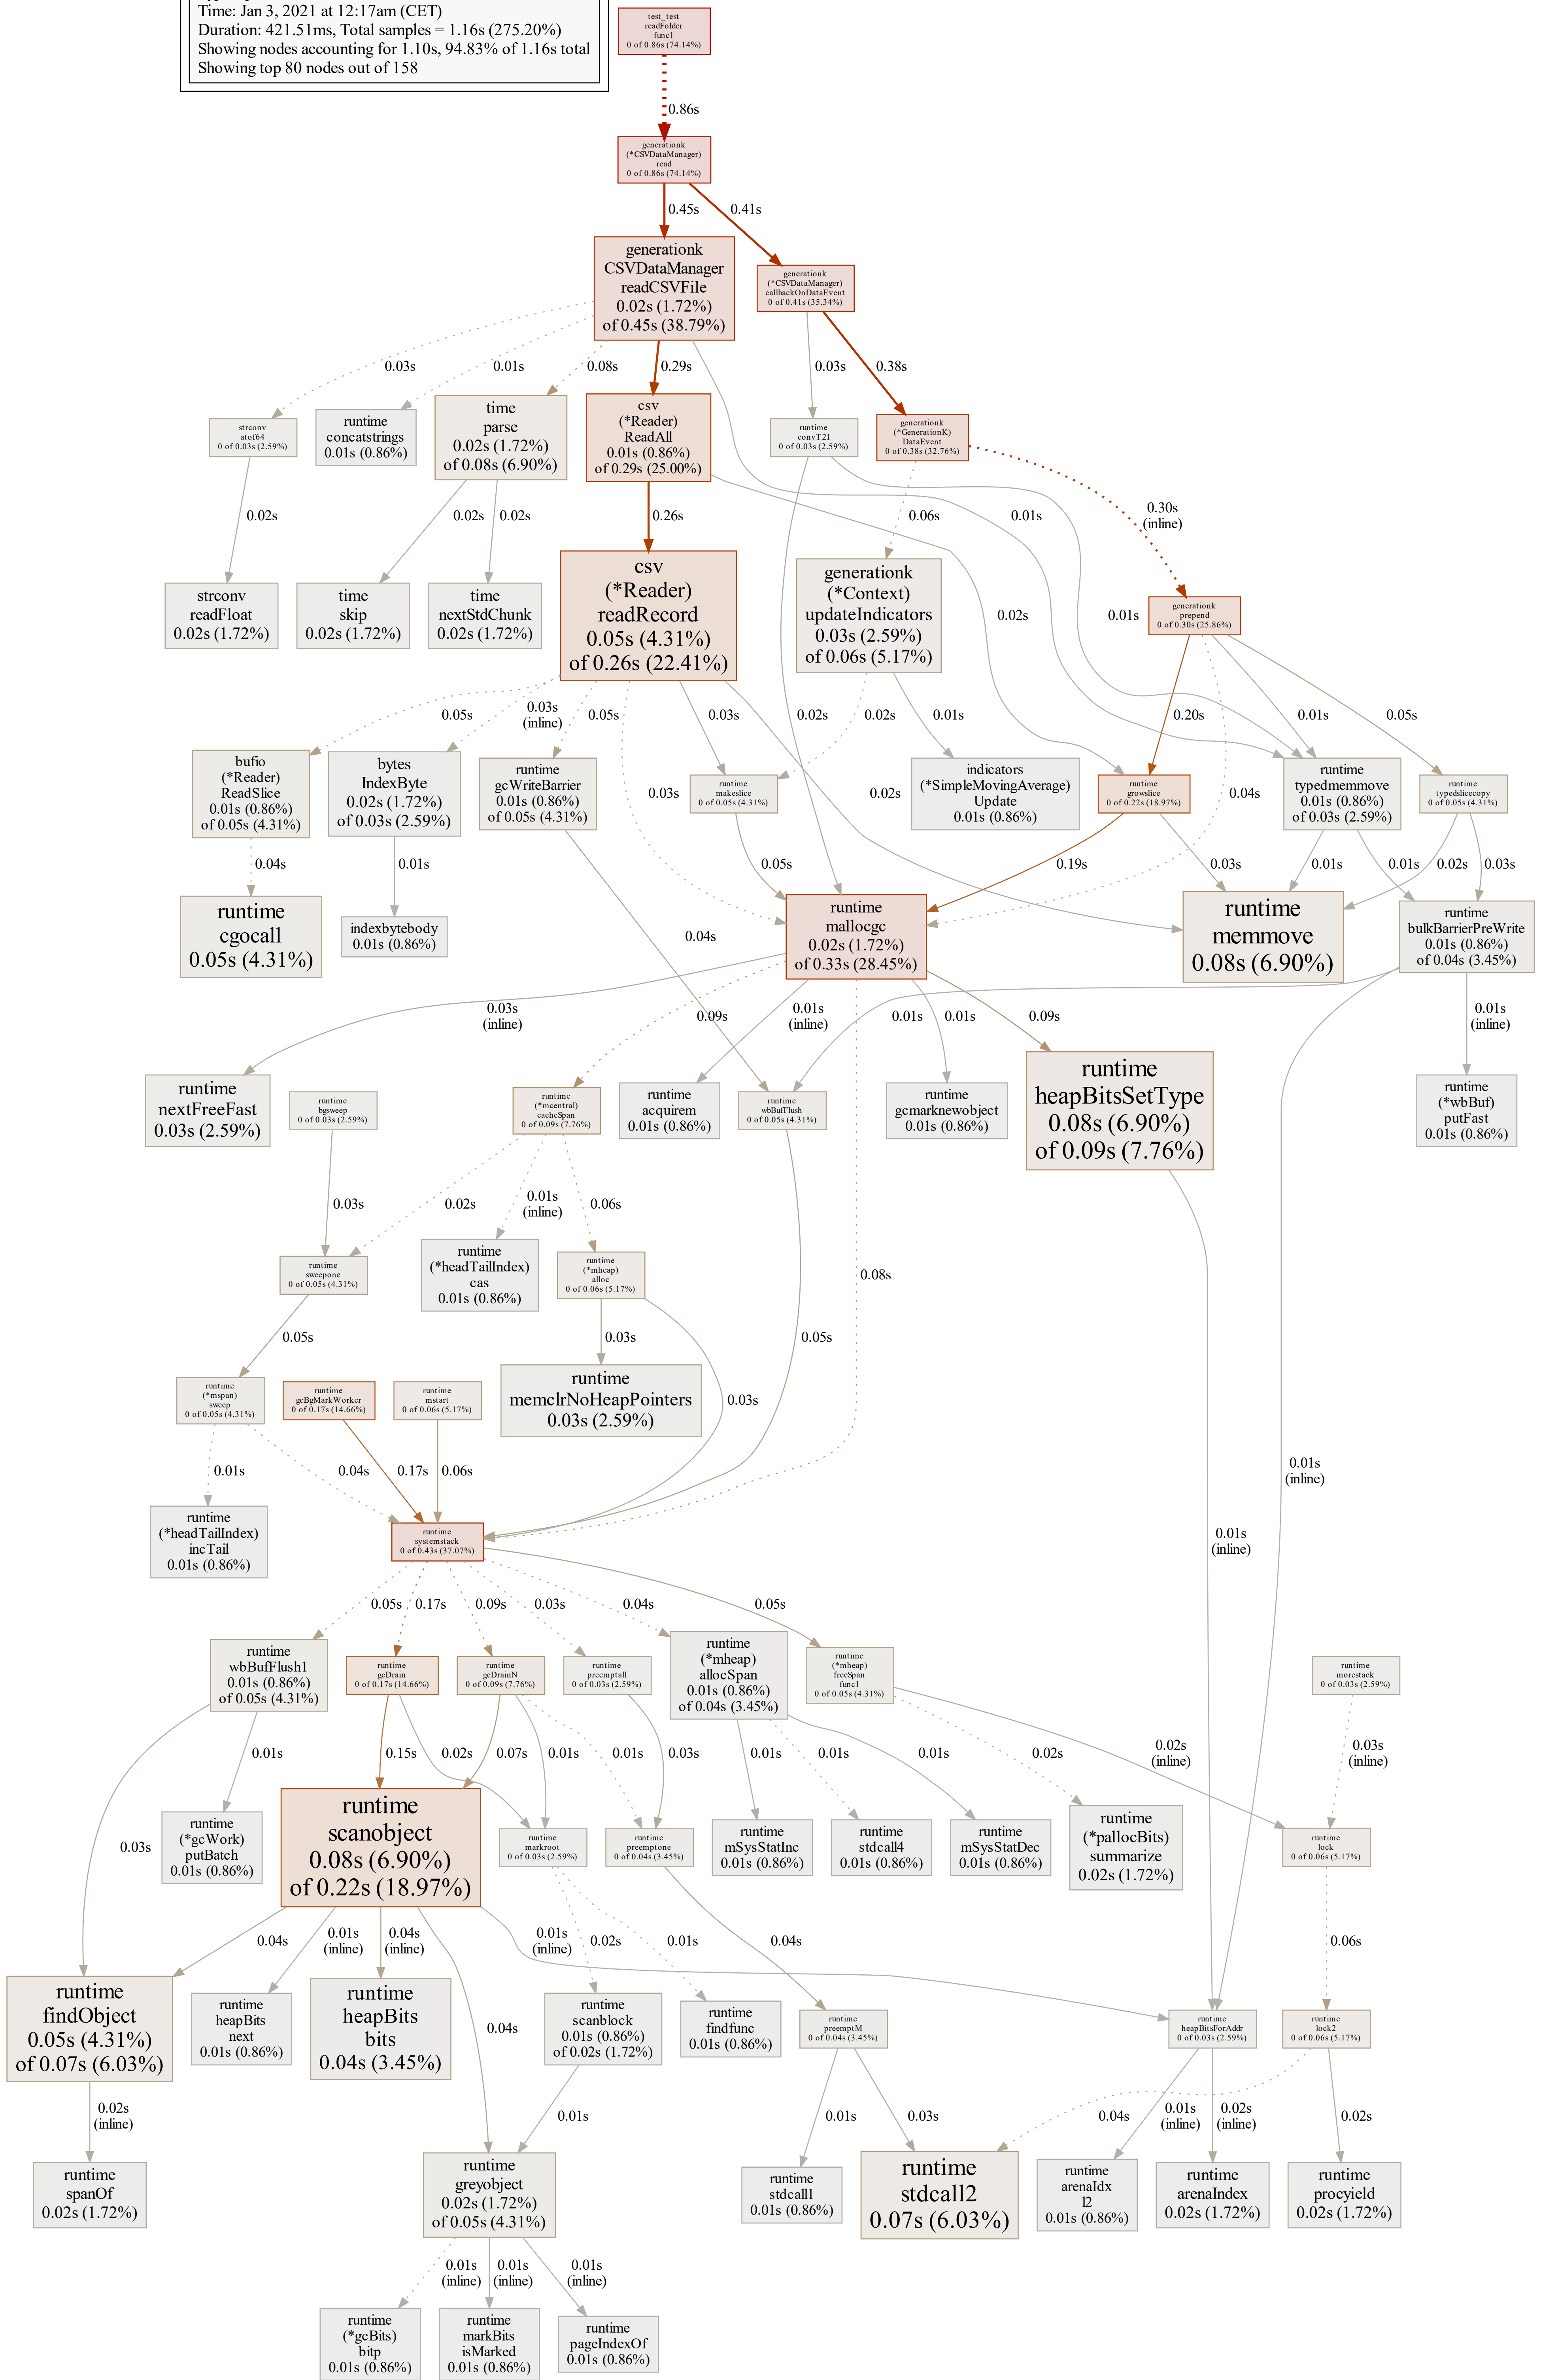 Time: Jan 3, 2021 at 12:17am (CET)
Duration: 421.51ms, Total samples = 1.16s (275.20%)
Showing nodes accounting for 1.10s, 94.83% of 1.16s total
Showing top 80 nodes out of 158
test_test
readFolder
func1
0 of 0.86s (74.14%)
0.86s
generationk
(*CSVDataManager)
read
0 of 0.86s (74.14%)
0.45s
0.41s
generationk
CSVDataManager
readCSVFile
0.02s (1.72%)
of 0.45s (38.79%)
generationk
(*CSVDataManager)
callbackOnDataEvent
0 of 0.41s (35.34%)
0.03s
0.01s
0.08s
0.29s
0.03s
0.38s
strconv
atof64
0 of 0.03s (2.59%)
runtime
concatstrings
0.01s (0.86%)
time
parse
0.02s (1.72%)
of 0.08s (6.90%)
csv
(*Reader)
ReadAll
0.01s (0.86%)
of 0.29s (25.00%)
runtime
convT2I
0 of 0.03s (2.59%)
generationk
(*GenerationK)
DataEvent
0 of 0.38s (32.76%)
0.02s
0.02s
0.02s
0.26s
0.06s
0.01s
0.30s
(inline)
strconv
readFloat
0.02s (1.72%)
time
skip
0.02s (1.72%)
time
nextStdChunk
0.02s (1.72%)
csv
(*Reader)
readRecord
0.05s (4.31%)
of 0.26s (22.41%)
generationk
(*Context)
updateIndicators
0.03s (2.59%)
of 0.06s (5.17%)
0.02s
0.01s
generationk
prepend
0 of 0.30s (25.86%)
0.05s
0.03s
(inline)
0.05s
0.03s
0.02s
0.02s
0.01s
0.20s
0.01s
0.05s
bufio
(*Reader)
ReadSlice
0.01s (0.86%)
of 0.05s (4.31%)
bytes
IndexByte
0.02s (1.72%)
of 0.03s (2.59%)
runtime
gcWriteBarrier
0.01s (0.86%)
of 0.05s (4.31%)
0.03s
runtime
makeslice
0 of 0.05s (4.31%)
0.02s
indicators
(*SimpleMovingAverage)
Update
0.01s (0.86%)
runtime
growslice
0 of 0.22s (18.97%)
0.04s
runtime
typedmemmove
0.01s (0.86%)
of 0.03s (2.59%)
runtime
typedslicecopy
0 of 0.05s (4.31%)
0.04s
0.01s
0.05s
0.19s
0.03s
0.01s
0.01s
0.02s
0.03s
runtime
cgocall
0.05s (4.31%)
indexbytebody
0.01s (0.86%)
0.04s
runtime
mallocgc
0.02s (1.72%)
of 0.33s (28.45%)
runtime
memmove
0.08s (6.90%)
runtime
bulkBarrierPreWrite
0.01s (0.86%)
of 0.04s (3.45%)
0.03s
(inline)
0.09s
0.01s
(inline)
0.01s
0.01s
0.09s
0.01s
(inline)
runtime
nextFreeFast
0.03s (2.59%)
runtime
bgsweep
0 of 0.03s (2.59%)
runtime
(*mcentral)
cacheSpan
0 of 0.09s (7.76%)
runtime
acquirem
0.01s (0.86%)
runtime
wbBufFlush
0 of 0.05s (4.31%)
runtime
gcmarknewobject
0.01s (0.86%)
runtime
heapBitsSetType
0.08s (6.90%)
of 0.09s (7.76%)
runtime
(*wbBuf)
putFast
0.01s (0.86%)
0.03s
0.02s
0.01s
(inline)
0.06s
runtime
sweepone
0 of 0.05s (4.31%)
runtime
(*headTailIndex)
cas
0.01s (0.86%)
runtime
(*mheap)
alloc
0 of 0.06s (5.17%)
0.08s
0.05s
0.03s
0.05s
runtime
(*mspan)
sweep
0 of 0.05s (4.31%)
runtime
gcBgMarkWorker
0 of 0.17s (14.66%)
runtime
mstart
0 of 0.06s (5.17%)
runtime
memclrNoHeapPointers
0.03s (2.59%)
0.03s
0.01s
0.04s
0.17s
0.06s
0.01s
(inline)
runtime
(*headTailIndex)
incTail
0.01s (0.86%)
runtime
systemstack
0 of 0.43s (37.07%)
0.01s
(inline)
0.05s
0.17s
0.09s
0.03s
0.04s
0.05s
runtime
wbBufFlush1
0.01s (0.86%)
of 0.05s (4.31%)
runtime
gcDrain
0 of 0.17s (14.66%)
runtime
gcDrainN
0 of 0.09s (7.76%)
runtime
preemptall
0 of 0.03s (2.59%)
runtime
(*mheap)
allocSpan
0.01s (0.86%)
of 0.04s (3.45%)
runtime
(*mheap)
freeSpan
func1
0 of 0.05s (4.31%)
runtime
morestack
0 of 0.03s (2.59%)
0.01s
0.15s
0.02s
0.07s
0.01s
0.01s
0.03s
0.01s
0.01s
0.01s
0.02s
0.02s
(inline)
0.03s
(inline)
0.03s
runtime
(*gcWork)
putBatch
0.01s (0.86%)
runtime
scanobject
0.08s (6.90%)
of 0.22s (18.97%)
runtime
markroot
0 of 0.03s (2.59%)
runtime
preemptone
0 of 0.04s (3.45%)
runtime
mSysStatInc
0.01s (0.86%)
runtime
stdcall4
0.01s (0.86%)
runtime
mSysStatDec
0.01s (0.86%)
runtime
(*pallocBits)
summarize
0.02s (1.72%)
runtime
lock
0 of 0.06s (5.17%)
0.04s
0.01s
(inline)
0.04s
(inline)
0.01s
(inline)
0.02s
0.01s
0.04s
0.06s
runtime
findObject
0.05s (4.31%)
of 0.07s (6.03%)
runtime
heapBits
next
0.01s (0.86%)
runtime
heapBits
bits
0.04s (3.45%)
0.04s
runtime
scanblock
0.01s (0.86%)
of 0.02s (1.72%)
runtime
findfunc
0.01s (0.86%)
runtime
preemptM
0 of 0.04s (3.45%)
runtime
heapBitsForAddr
0 of 0.03s (2.59%)
runtime
lock2
0 of 0.06s (5.17%)
0.02s
(inline)
0.01s
0.01s
0.03s
0.04s
0.01s
(inline)
0.02s
(inline)
0.02s
runtime
spanOf
0.02s (1.72%)
runtime
greyobject
0.02s (1.72%)
of 0.05s (4.31%)
runtime
stdcall1
0.01s (0.86%)
runtime
stdcall2
0.07s (6.03%)
runtime
arenaIdx
l2
0.01s (0.86%)
runtime
arenaIndex
0.02s (1.72%)
runtime
procyield
0.02s (1.72%)
0.01s
(inline)
0.01s
(inline)
0.01s
(inline)
runtime
(*gcBits)
bitp
0.01s (0.86%)
runtime
markBits
isMarked
0.01s (0.86%)
runtime
pageIndexOf
0.01s (0.86%)